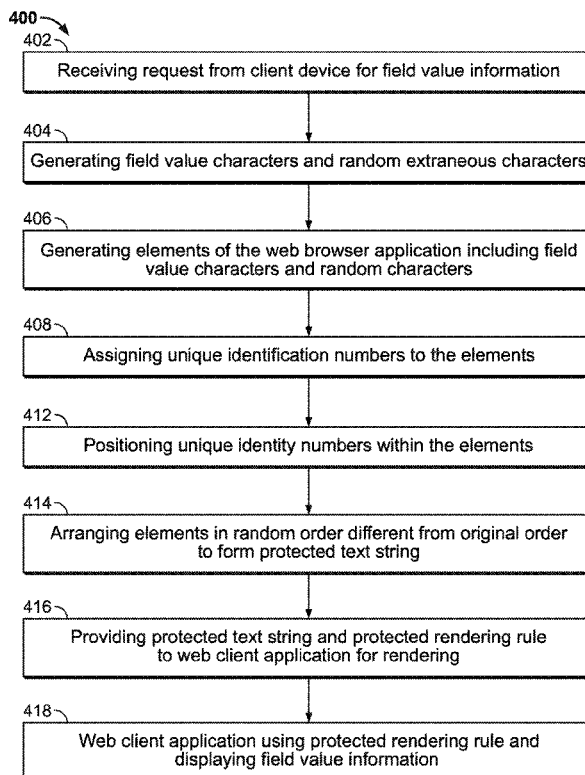 400
402
Receiving request from client device for field value information
404
Generating field value characters and random extraneous characters
406
Generating elements of the web browser application including field
value characters and random characters
408
Assigning unique identification numbers to the elements
412
Positioning unique identity numbers within the elements
414
Arranging elements in random order different from original order
to form protected text string
416
Providing protected text string and protected rendering rule
to web client application for rendering
418
Web client application using protected rendering rule and
displaying field value information